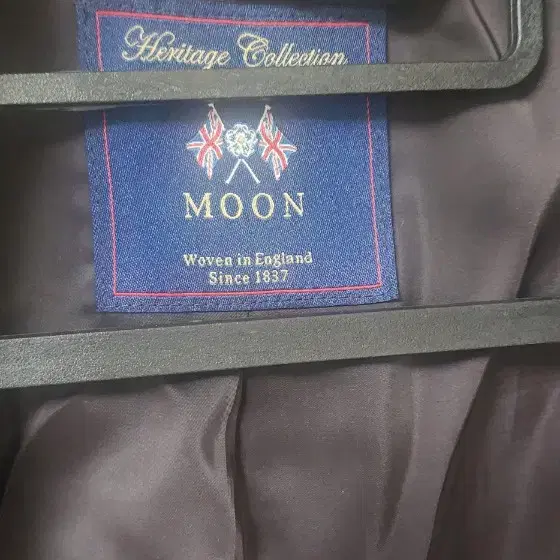 Heritage Collection
MOON
Woven in England
Since 1837